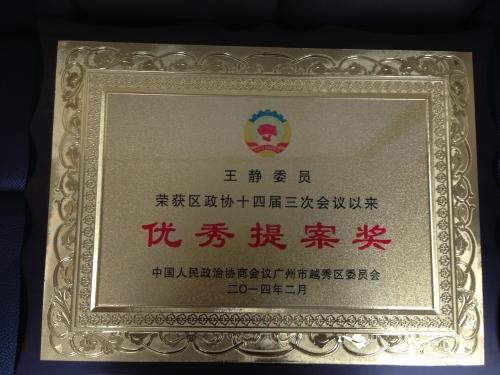 王静委员
荣获区政协十四届三次会议以来
优秀提案奖
中国人民政治协商会议广州市越秀区委员会
二〇一四年二月